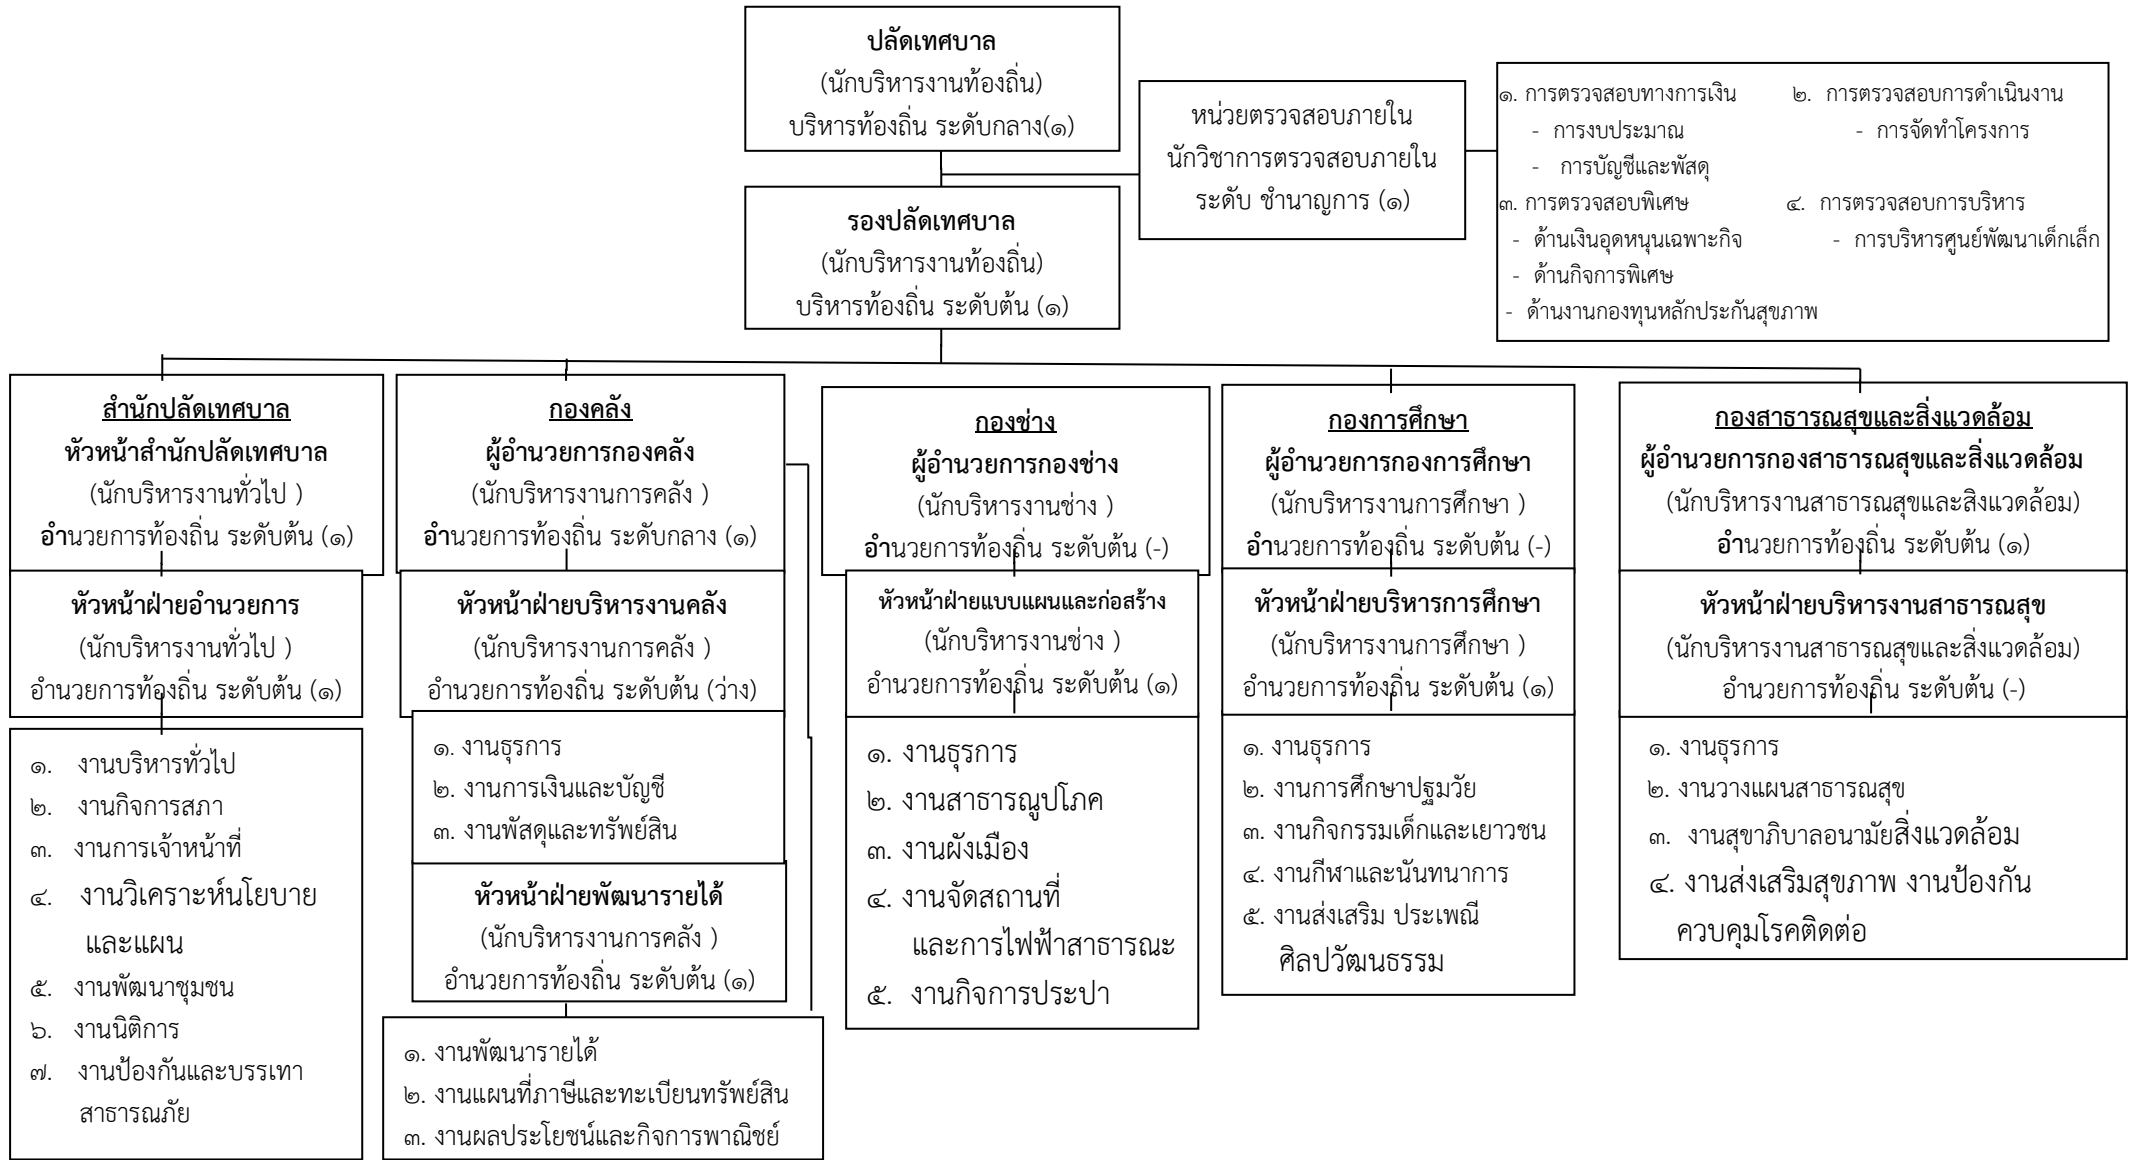 ปลัดเทศบาล
(นักบริหารงานท้องถิ่น)
บริหารท้องถิ่น ระดับกลาง(๑)
หน่วยตรวจสอบภายใน
นักวิชาการตรวจสอบภายใน
ระดับ ชำนาญการ (๑)
๑. การตรวจสอบทางการเงิน ๒. การตรวจสอบการดำเนินงาน
- การงบประมาณ - การจัดทำโครงการ
- การบัญชีและพัสดุ
๓. การตรวจสอบพิเศษ ๔. การตรวจสอบการบริหาร
- ด้านเงินอุดหนุนเฉพาะกิจ - การบริหารศูนย์พัฒนาเด็กเล็ก
- ด้านกิจการพิเศษ
- ด้านงานกองทุนหลักประกันสุขภาพ
รองปลัดเทศบาล
(นักบริหารงานท้องถิ่น)
บริหารท้องถิ่น ระดับต้น (๑)
สำนักปลัดเทศบาล
หัวหน้าสำนักปลัดเทศบาล
(นักบริหารงานทั่วไป )
อำนวยการท้องถิ่น ระดับต้น (๑)
หัวหน้าฝ่ายอำนวยการ
(นักบริหารงานทั่วไป )
อำนวยการท้องถิ่น ระดับต้น (๑)
๑. งานบริหารทั่วไป
๒. งานกิจการสภา
๓. งานการเจ้าหน้าที่
๔. งานวิเคราะห์นโยบาย
และแผน
๕. งานพัฒนาชุมชน
๖. งานนิติการ
๗. งานป้องกันและบรรเทา
สาธารณภัย
กองคลัง
ผู้อำนวยการกองคลัง
(นักบริหารงานการคลัง )
อำนวยการท้องถิ่น ระดับกลาง (๑)
หัวหน้าฝ่ายบริหารงานคลัง
(นักบริหารงานการคลัง )
อำนวยการท้องถิ่น ระดับต้น (ว่าง)
๑. งานธุรการ
๒. งานการเงินและบัญชี
๓. งานพัสดุและทรัพย์สิน
หัวหน้าฝ่ายพัฒนารายได้
(นักบริหารงานการคลัง )
อำนวยการท้องถิ่น ระดับต้น (๑)
๑. งานพัฒนารายได้
๒. งานแผนที่ภาษีและทะเบียนทรัพย์สิน
๓. งานผลประโยชน์และกิจการพาณิชย์
กองช่าง
ผู้อำนวยการกองช่าง
(นักบริหารงานช่าง )
อำนวยการท้องถิ่น ระดับต้น (-)
หัวหน้าฝ่ายแบบแผนและก่อสร้าง
(นักบริหารงานช่าง )
อำนวยการท้องถิ่น ระดับต้น (๑)
๑. งานธุรการ
๒. งานสาธารณูปโภค
๓. งานผังเมือง
๔. งานจัดสถานที่
และการไฟฟ้าสาธารณะ
๕. งานกิจการประปา
กองการศึกษา
ผู้อำนวยการกองการศึกษา
(นักบริหารงานการศึกษา )
อำนวยการท้องถิ่น ระดับต้น (-)
หัวหน้าฝ่ายบริหารการศึกษา
(นักบริหารงานการศึกษา )
อำนวยการท้องถิ่น ระดับต้น (๑)
๑. งานธุรการ
๒. งานการศึกษาปฐมวัย
๓. งานกิจกรรมเด็กและเยาวชน
๔. งานกีฬาและนันทนาการ
๕. งานส่งเสริม ประเพณี
ศิลปวัฒนธรรม
กองสาธารณสุขและสิ่งแวดล้อม
ผู้อำนวยการกองสาธารณสุขและสิ่งแวดล้อม
(นักบริหารงานสาธารณสุขและสิ่งแวดล้อม)
อำนวยการท้องถิ่น ระดับต้น (๑)
หัวหน้าฝ่ายบริหารงานสาธารณสุข
(นักบริหารงานสาธารณสุขและสิ่งแวดล้อม)
อำนวยการท้องถิ่น ระดับต้น (-)
๑. งานธุรการ
๒. งานวางแผนสาธารณสุข
๓. งานสุขาภิบาลอนามัยสิ่งแวดล้อม
๔. งานส่งเสริมสุขภาพ งานป้องกัน
ควบคุมโรคติดต่อ